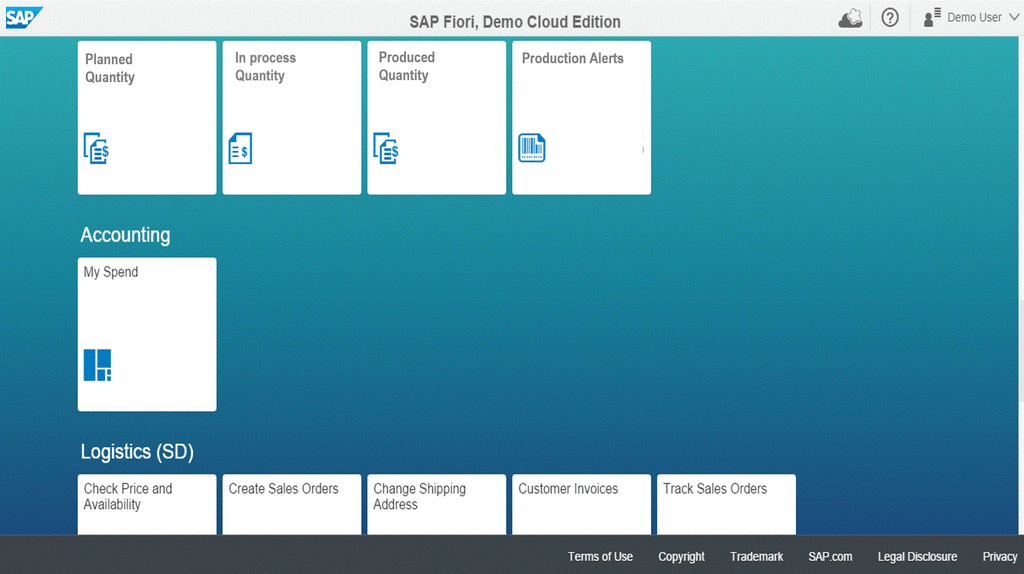 SAP
SAP Fiori, Demo Cloud Edition
Demo User
Planned
Quantity
In process
Quantity
Produced
Quantity
Production Alerts
Accounting
My Spend
Logistics (SD)
Check Price and
Availability
Create Sales Orders
Change Shipping
Address
Customer Invoices
Track Sales Orders
Terms of Use
Copyright
Trademark
SAP.com
Legal Disclosure
Privacy